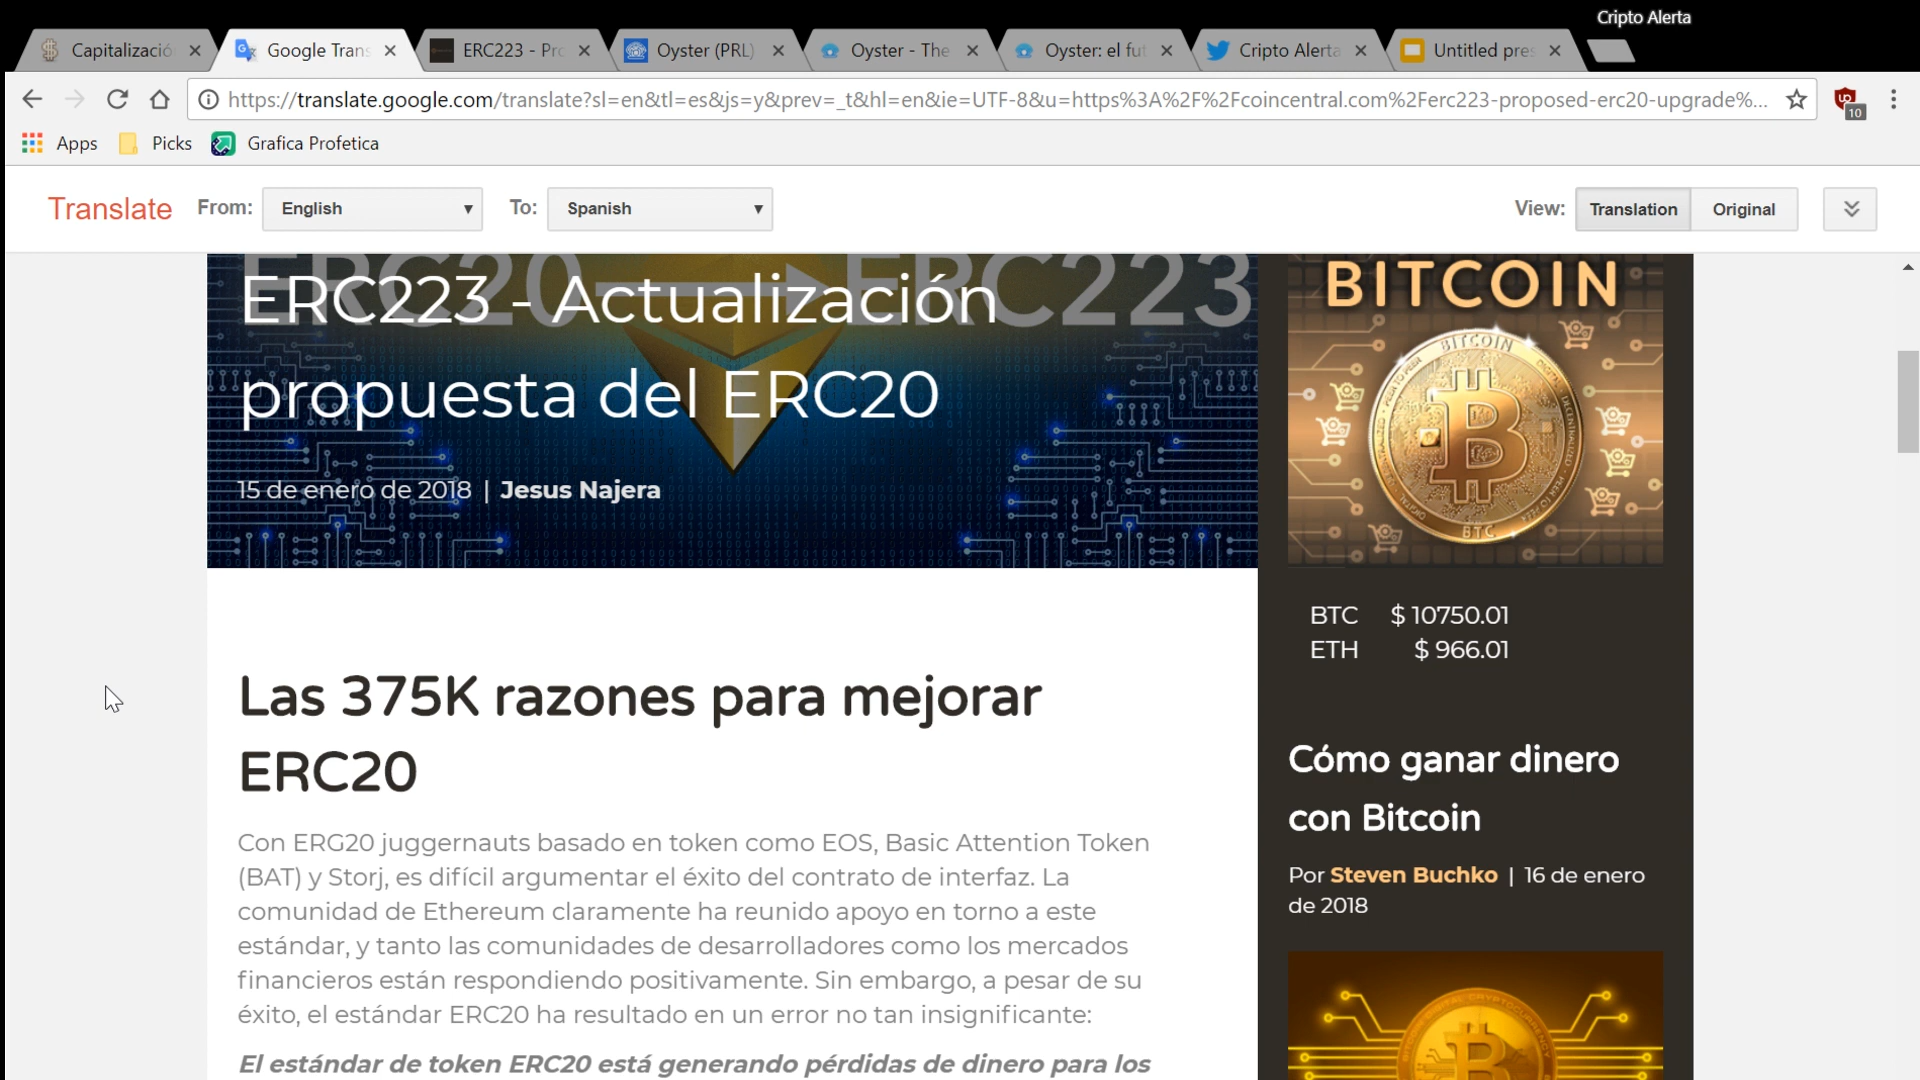 Cripto Alerta
Capitalizació
Google Trans
ERC223 - Pro
Oyster (PRL)
Oyster - The
Oyster: el fut
Cripto Alerta
Untitled pres
https://translate.google.com/translate?sl=en&tl=es&js=y&prev=_t&hl=en&ie=UTF-8&u=https%3A%2F%2Fcoincentral.com%2Ferc223-proposed-erc20-upgrade%...
10
Apps
Picks
Grafica Profetica
Translate
From:
English
To:
Spanish
View:
Translation
Original
ERC20
ERC223
ERC223 - Actualización
propuesta del ERC20
15 de enero de 2018 | Jesus Najera
Las 375K razones para mejorar
ERC20
Con ERG20 juggernauts basado en token como EOS, Basic Attention Token
(BAT) y Storj, es difícil argumentar el éxito del contrato de interfaz. La
comunidad de Ethereum claramente ha reunido apoyo en torno a este
estándar, y tanto las comunidades de desarrolladores como los mercados
financieros están respondiendo positivamente. Sin embargo, a pesar de su
éxito, el estándar ERC20 ha resultado en un error no tan insignificante:
El estándar de token ERC20 está generando pérdidas de dinero para los
BITCOIN
BITCOIN
BTC
BTC $ 10750.01
ETH $ 966.01
Cómo ganar dinero
con Bitcoin
Por Steven Buchko | 16 de enero
de 2018